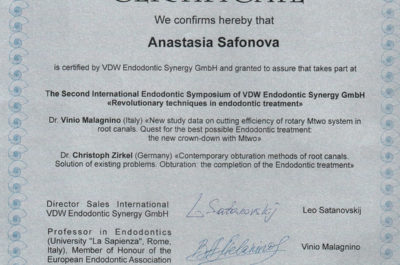 CERTIFICATE
We confirms hereby that
Anastasia Safonova
is certified by VDW Endodontic Synergy GmbH and granted to assure that takes part at
The Second International Endodontic Symposium of VDW Endodontic Synergy GmbH
«Revolutionary techniques in endodontic treatment»
Dr. Vinio Malagnino (Italy) «New study data on cutting efficiency of rotary Mtwo system in
root canals. Quest for the best possible Endodontic treatment:
the new crown-down with Mtwo»
Dr. Christoph Zirkel (Germany) «Contemporary obturation methods of root canals.
Solution of existing problems. Obturation: the completion of the Endodontic treatment»
Director Sales International
VDW Endodontic Synergy GmbH
L. Satanovskij
Leo Satanovskij
Professor in Endodontics
(University "La Sapienza", Rome,
Italy). Member of Honour of the
European Endodontic Association
Vinio Malagnino